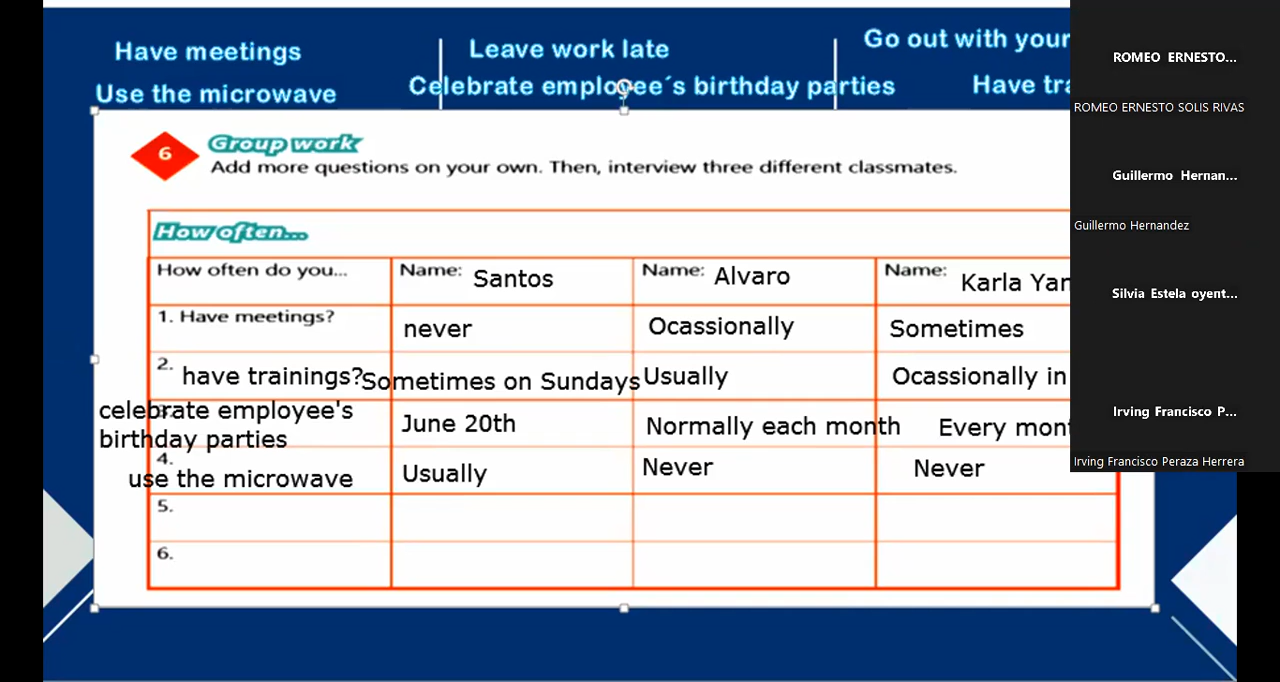 Have meetings
Use the microwave
Leave work late
Celebrate employee´s birthday parties
Go out with your
Have
ROMEO ERNESTO...
ROMEO ERNESTO SOLIS RIVAS
Guillermo Hernan...
Guillermo Hernandez
Silvia Estela oyent...
Irving Francisco P...
Irving Francisco Peraza Herrera
6
Group work
Add more questions on your own. Then, interview three different classmates.
How often...
How often do you...
Name: Santos
Name: Alvaro
Name: Karla
1. Have meetings?
never
Ocassionally
Sometimes
2. have trainings?
Sometimes on Sundays
Usually
Ocassionally in
3. celebrate employee's
birthday parties
June 20th
Normally each month
Every
4. use the microwave
Usually
Never
Never
5.
6.